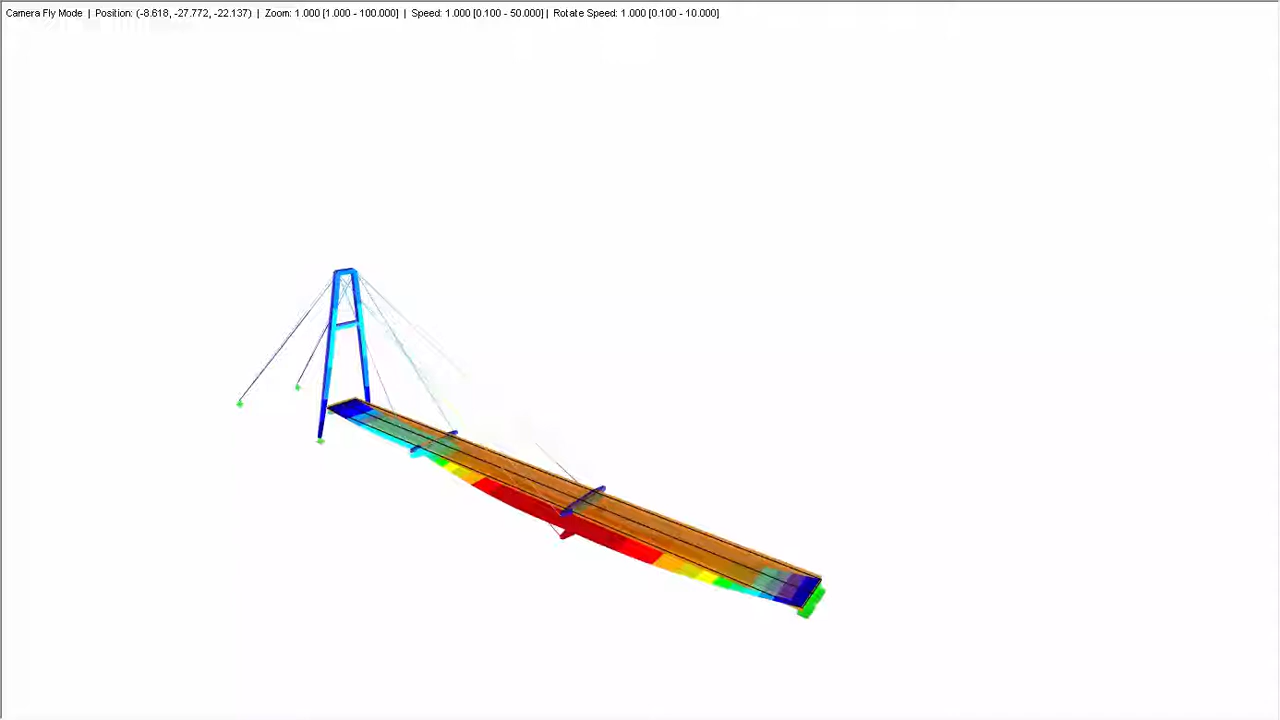 Camera Fly Mode | Position: (-8.618, -27.772, -22.137) | Zoom: 1.000 [1.000 - 100.000] | Speed: 1.000 [0.100 - 50.000] | Rotate Speed: 1.000 [0.100 - 10.000]